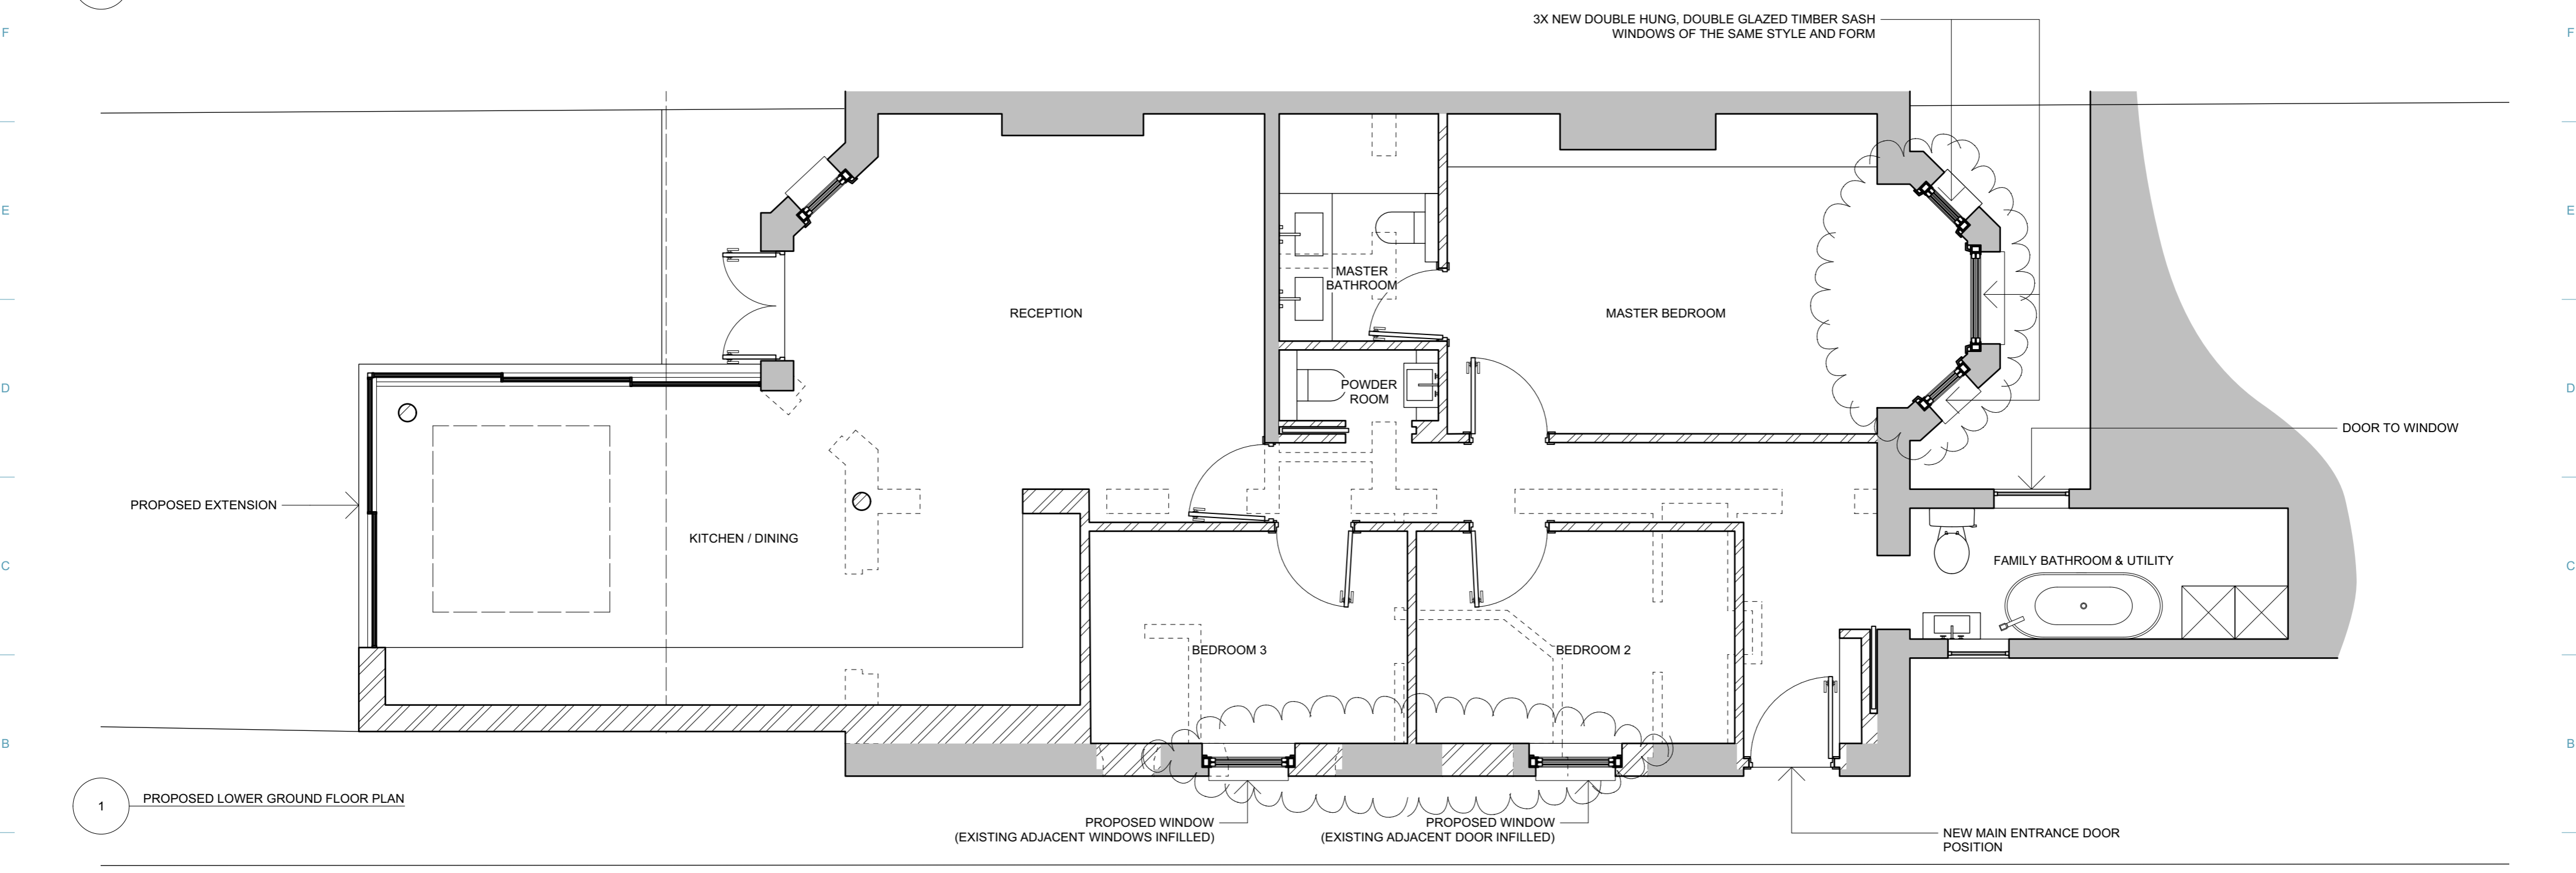 F
F
3X NEW DOUBLE HUNG, DOUBLE GLAZED TIMBER SASH
WINDOWS OF THE SAME STYLE AND FORM
E
E
MASTER
BATHROOM
RECEPTION
MASTER BEDROOM
D
D
POWDER
ROOM
DOOR TO WINDOW
PROPOSED EXTENSION
KITCHEN / DINING
FAMILY BATHROOM & UTILITY
C
C
BEDROOM 3
BEDROOM 2
B
B
1
PROPOSED LOWER GROUND FLOOR PLAN
PROPOSED WINDOW
(EXISTING ADJACENT WINDOWS INFILLED)
PROPOSED WINDOW
(EXISTING ADJACENT DOOR INFILLED)
NEW MAIN ENTRANCE DOOR
POSITION